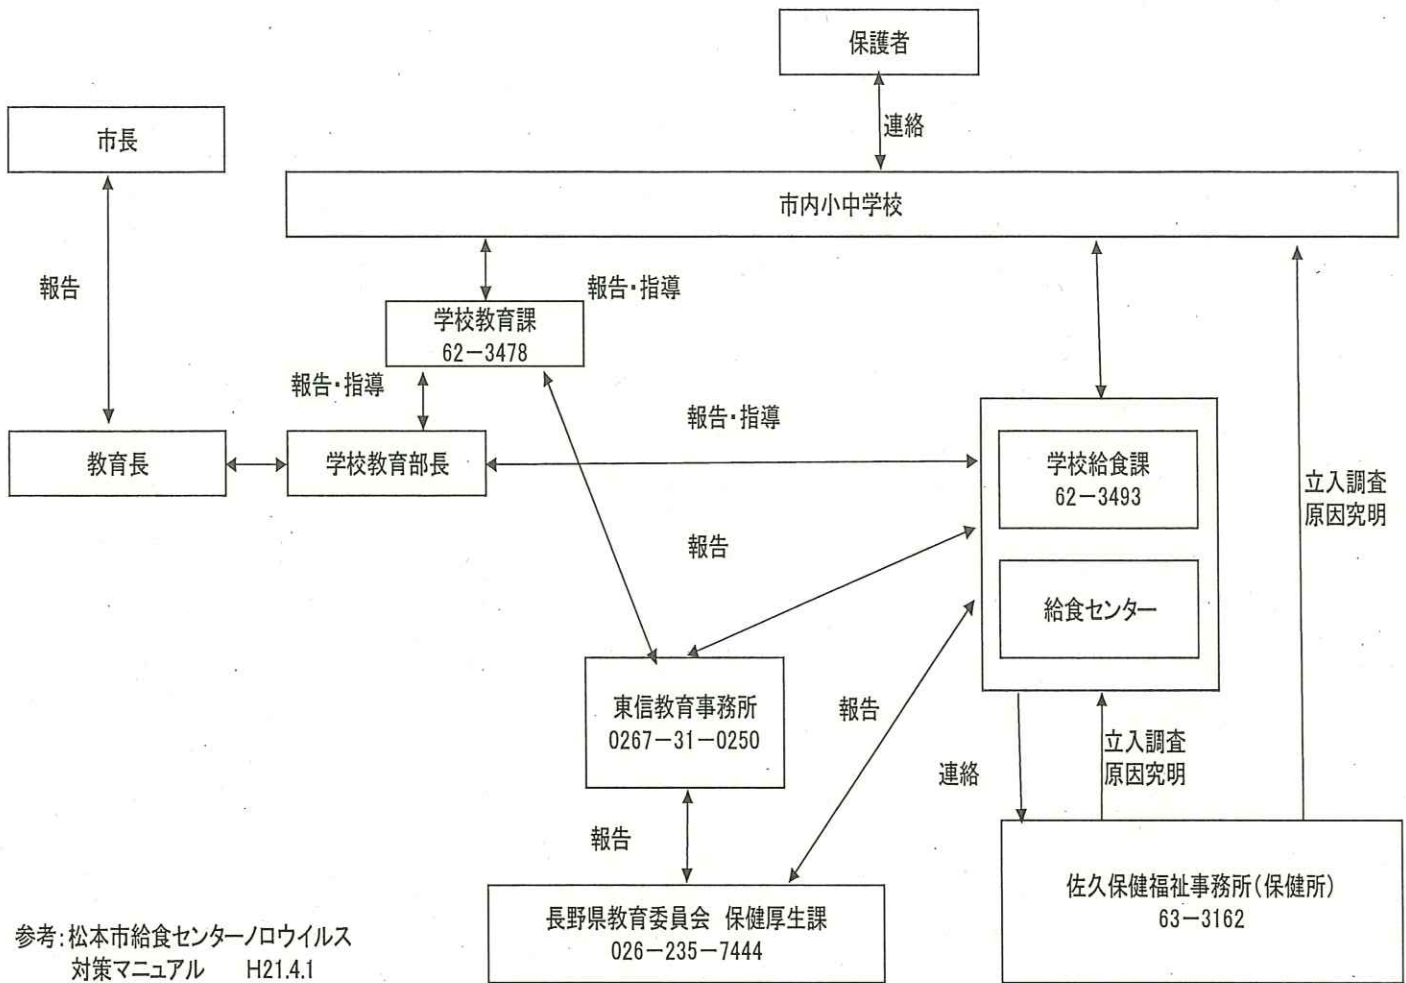 保護者
連絡
市長
市内小中学校
報告
報告・指導
学校教育課
62－3478
報告・指導
報告・指導
教育長
学校教育部長
学校給食課
62－3493
立入調査
原因究明
報告
給食センター
東信教育事務所
0267－31－0250
報告
連絡
立入調査
原因究明
報告
長野県教育委員会 保健厚生課
026－235－7444
佐久保健福祉事務所(保健所)
63－3162
参考:松本市給食センターノロウイルス
対策マニュアル H21.4.1